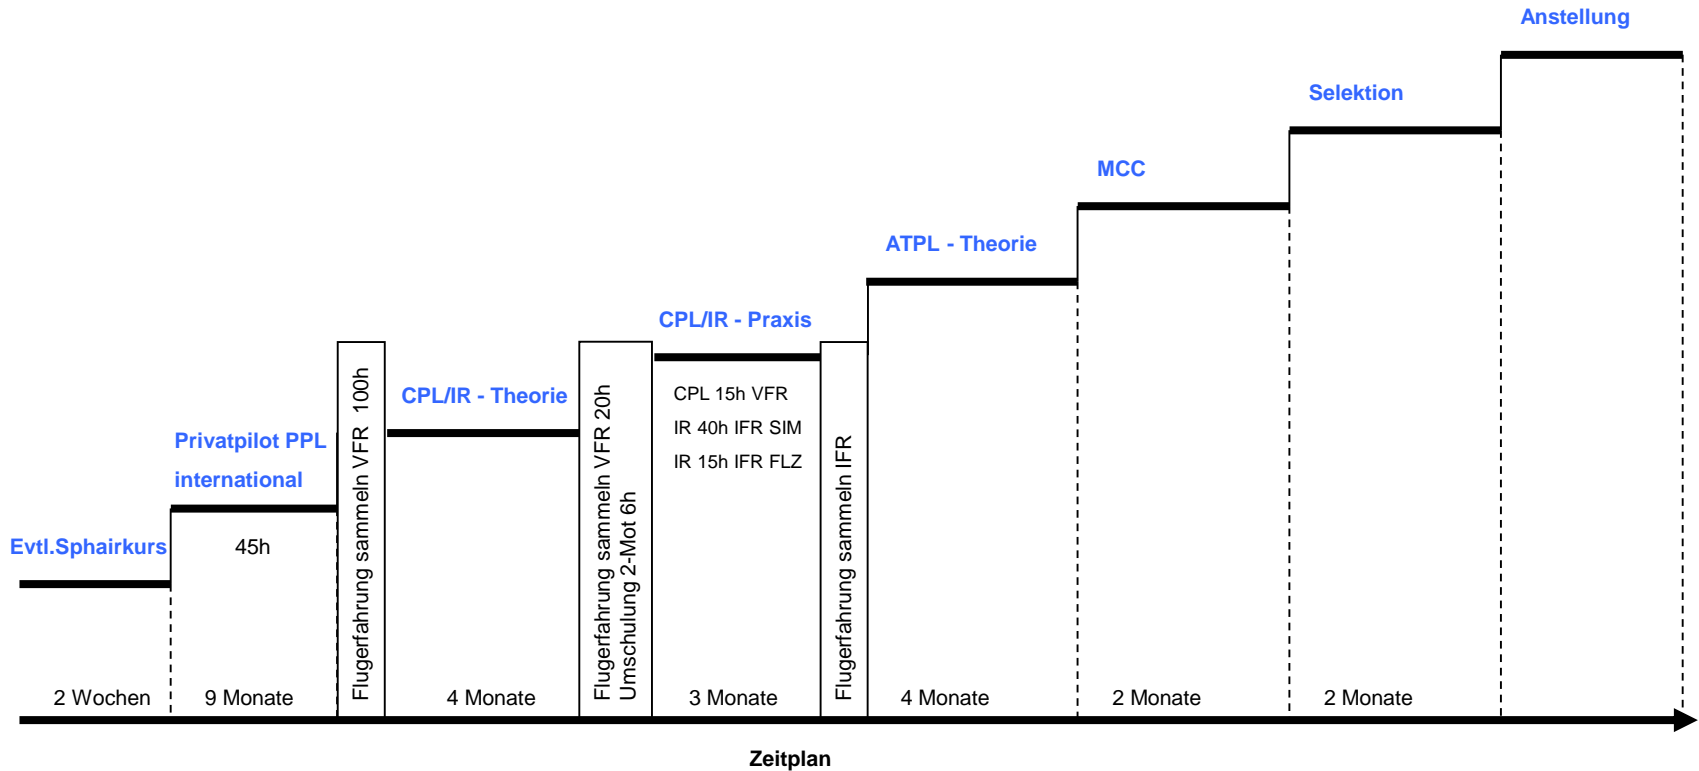 Anstellung
Selektion
MCC
ATPL - Theorie
CPL/IR - Praxis
CPL 15h VFR
IR 40h IFR SIM
IR 15h IFR FLZ
CPL/IR - Theorie
Privatpilot PPL
international
45h
Evtl.Sphairkurs
Flugerfahrung sammeln VFR  100h
Flugerfahrung sammeln VFR 20h
Umschulung 2-Mot 6h
Flugerfahrung sammeln IFR
2 Wochen
9 Monate
4 Monate
3 Monate
4 Monate
2 Monate
2 Monate
Zeitplan